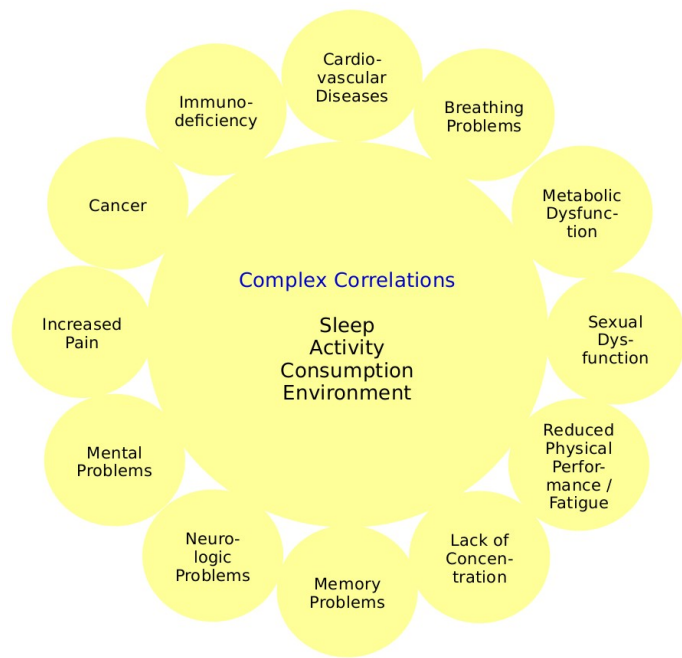 Cardio-
vascular
Diseases
Breathing
Problems
Metabolic
Dysfunc-
tion
Sexual
Dys-
function
Reduced
Physical
Perfor-
mance /
Fatigue
Lack of
Concen-
tration
Memory
Problems
Neuro-
logic
Problems
Mental
Problems
Increased
Pain
Cancer
Immuno-
deficiency
Complex Correlations
Sleep
Activity
Consumption
Environment